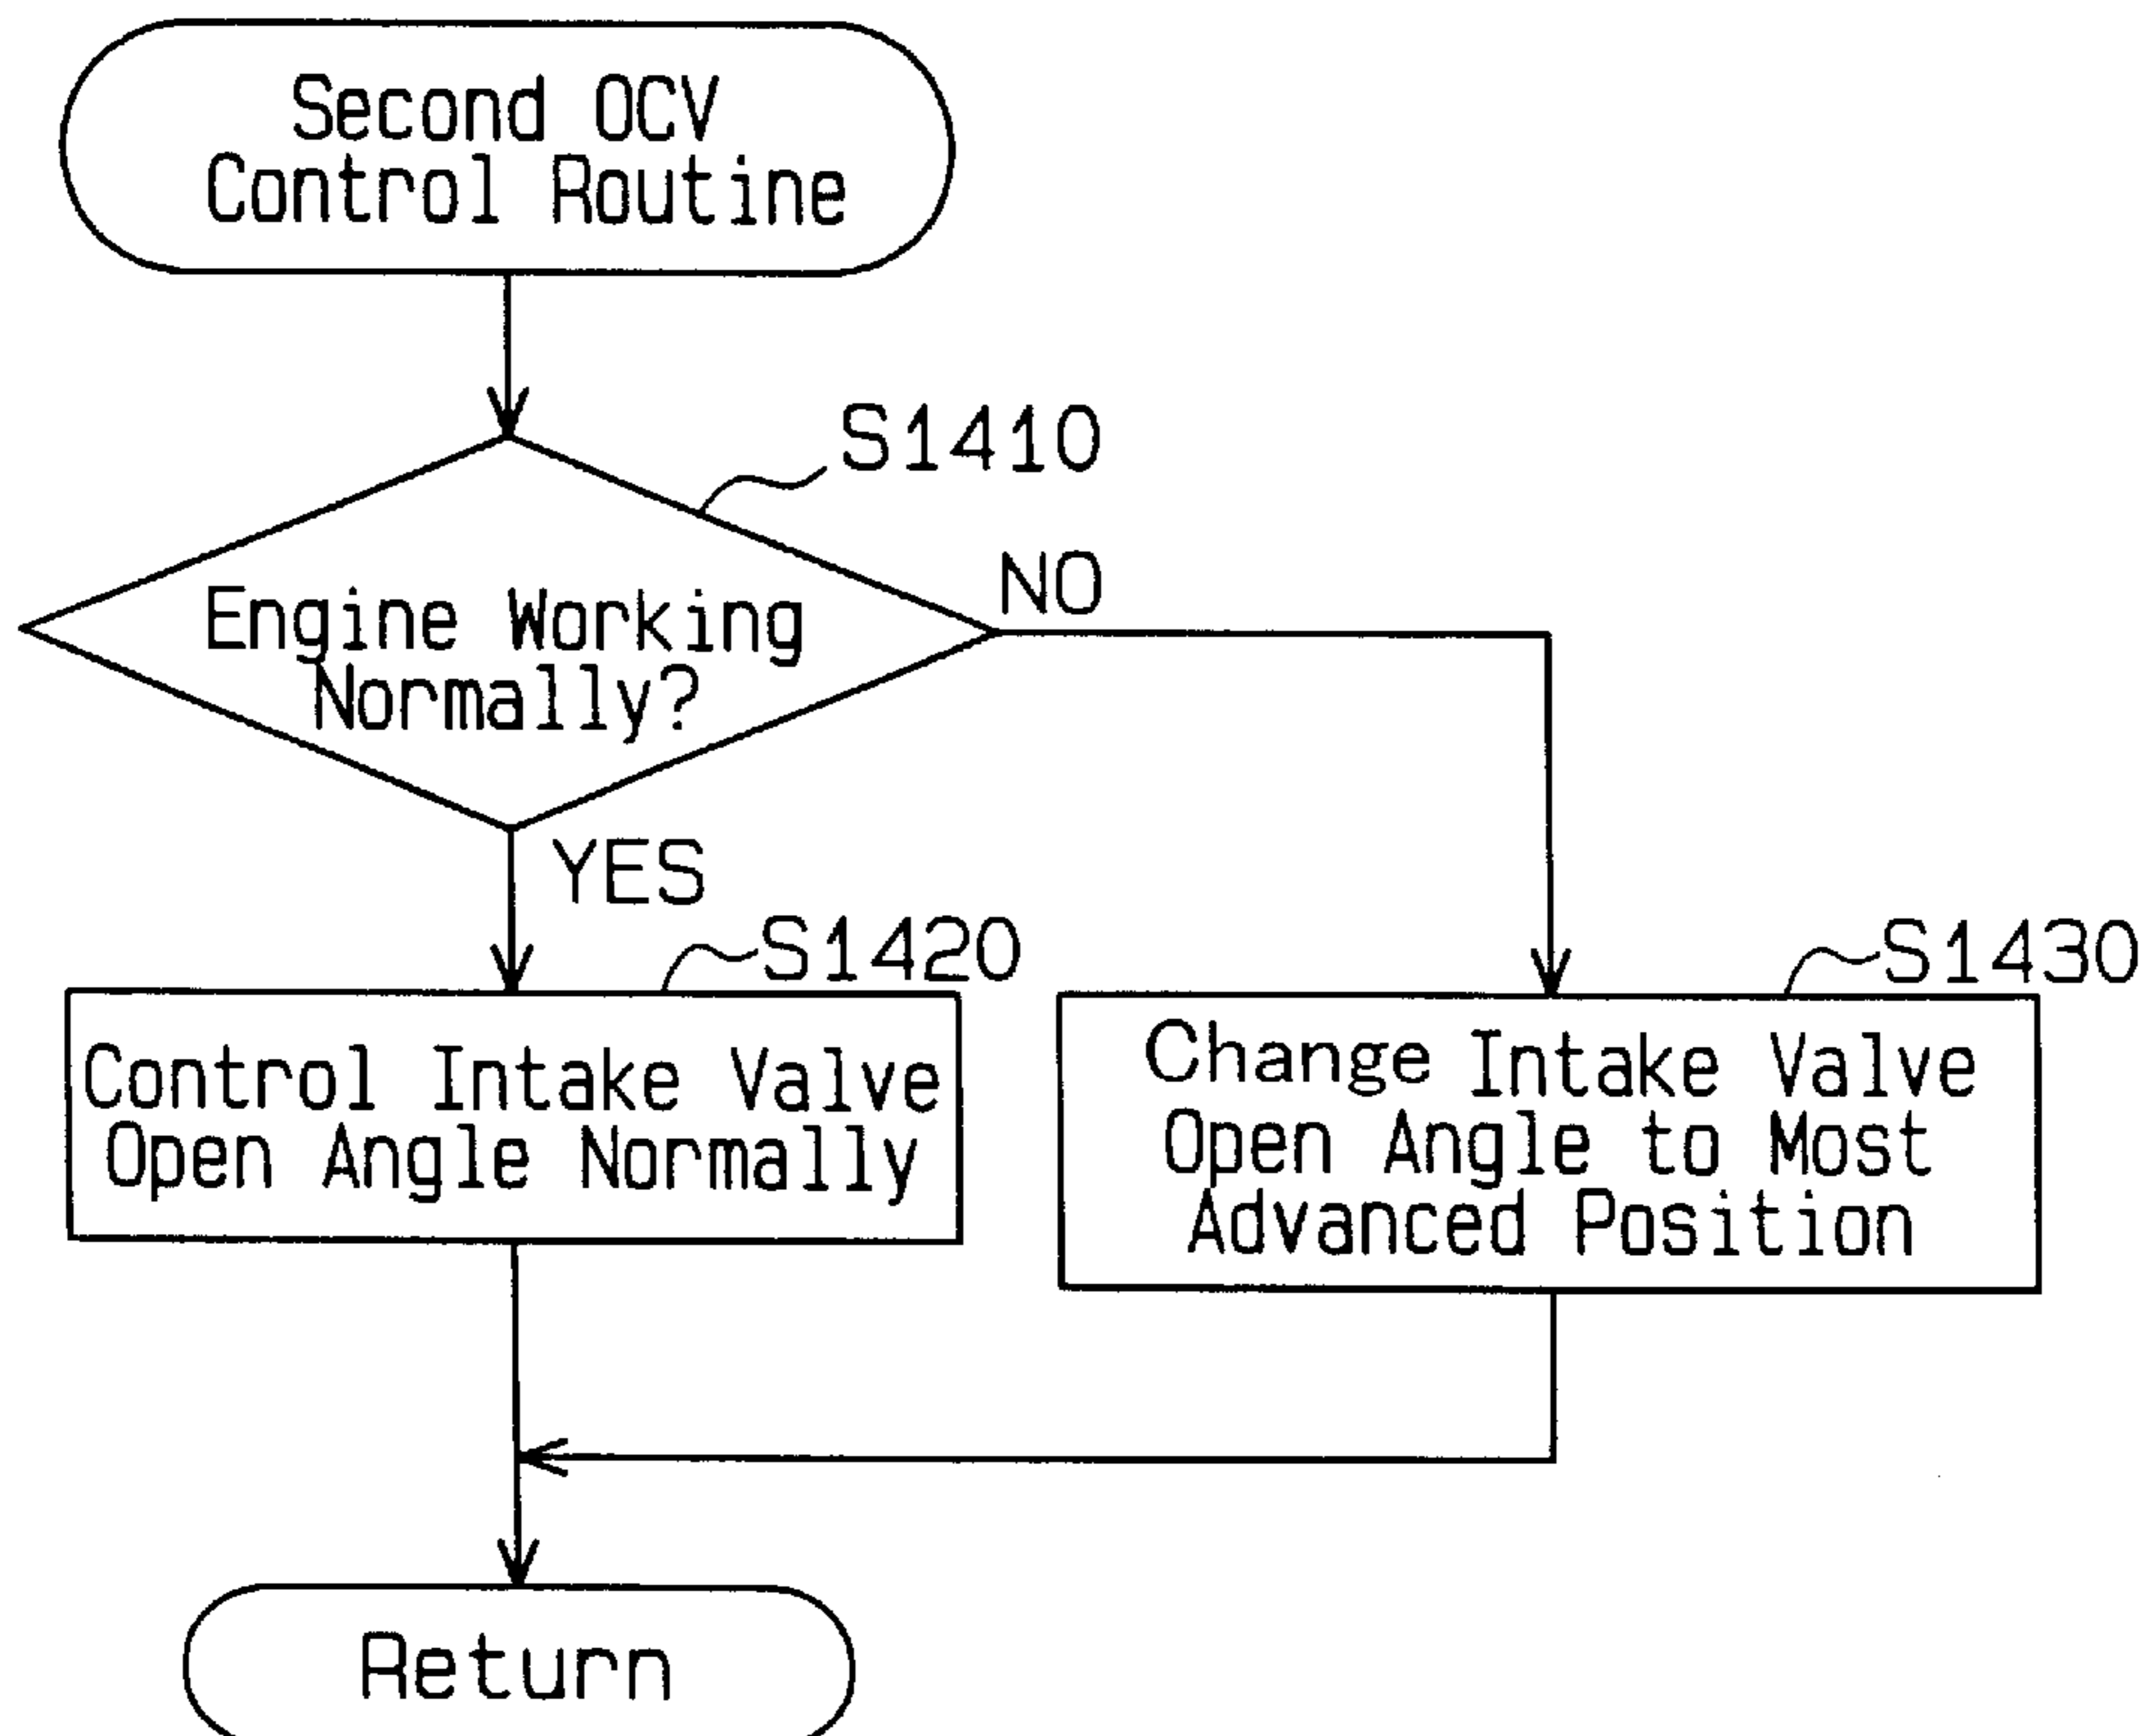 Second OCV
Control Routine
S1410
Engine Working
Normally?
NO
YES
S1420
Control Intake Valve
Open Angle Normally
S1430
Change Intake Valve
Open Angle to Most
Advanced Position
Return